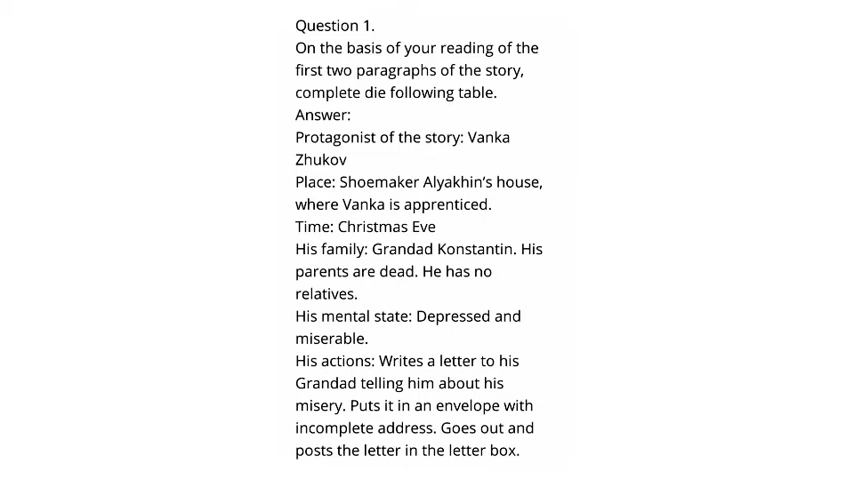 Question 1.
On the basis of your reading of the
first two paragraphs of the story,
complete die following table.
Answer:
Protagonist of the story: Vanka
Zhukov
Place: Shoemaker Alyakhin’s house,
where Vanka is apprenticed.
Time: Christmas Eve
His family: Grandad Konstantin. His
parents are dead. He has no
relatives.
His mental state: Depressed and
miserable.
His actions: Writes a letter to his
Grandad telling him about his
misery. Puts it in an envelope with
incomplete address. Goes out and
posts the letter in the letter box.